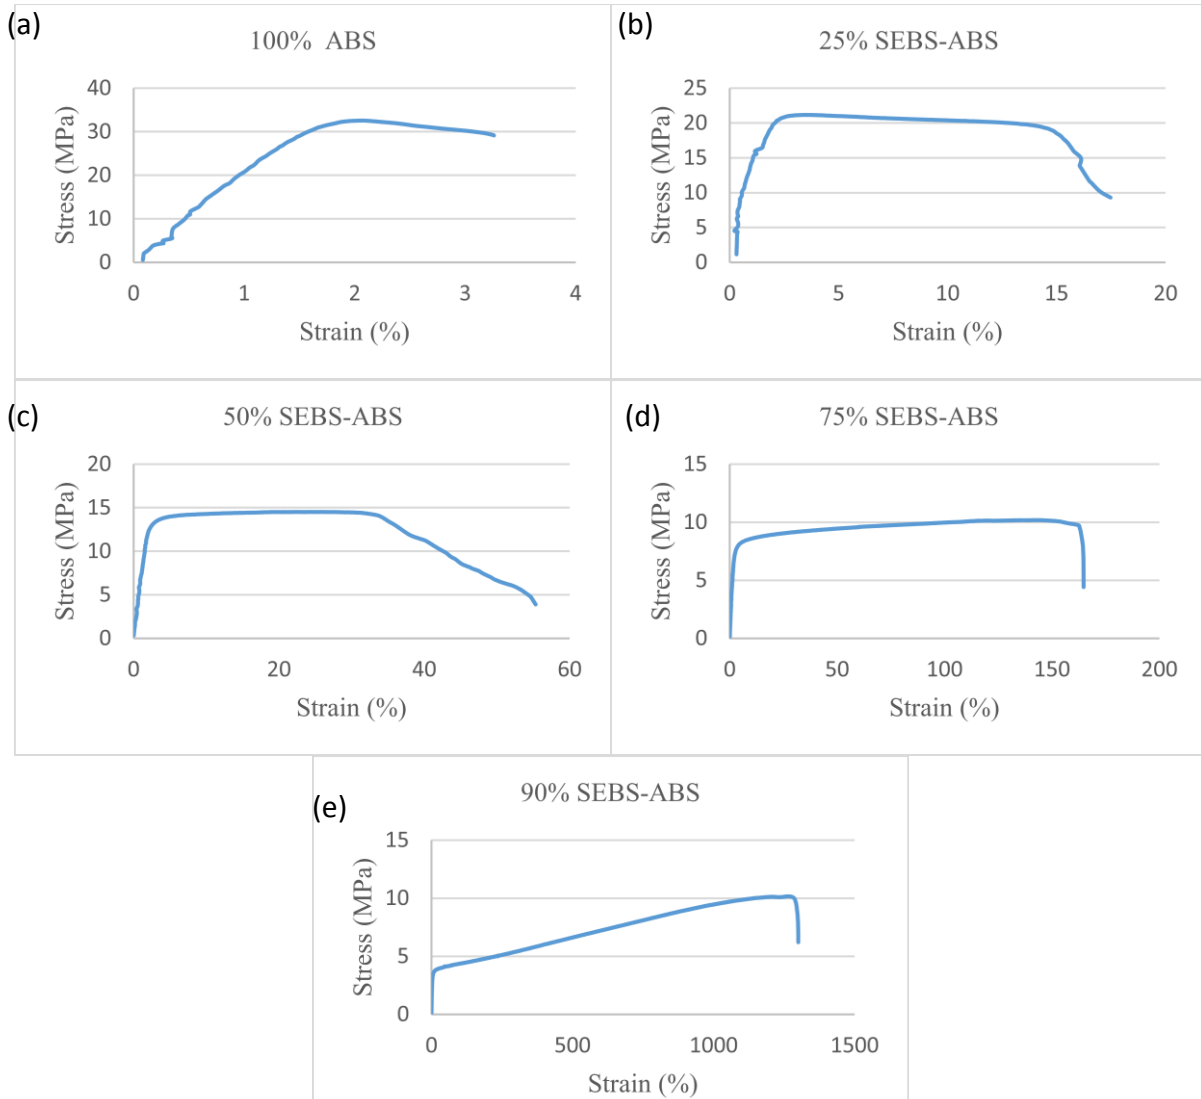 (a)
100%  ABS
Stress (MPa)
40
30
20
10
0
0 1 2 3 4
Strain (%)
(b)
25% SEBS-ABS
Stress (MPa)
25
20
15
10
5
0
0 5 10 15 20
Strain (%)
(c)
50% SEBS-ABS
Stress (MPa)
20
15
10
5
0
0 20 40 60
Strain (%)
(d)
75% SEBS-ABS
Stress (MPa)
15
10
5
0
0 50 100 150 200
Strain (%)
(e)
90% SEBS-ABS
Stress (MPa)
15
10
5
0
0 500 1000 1500
Strain (%)